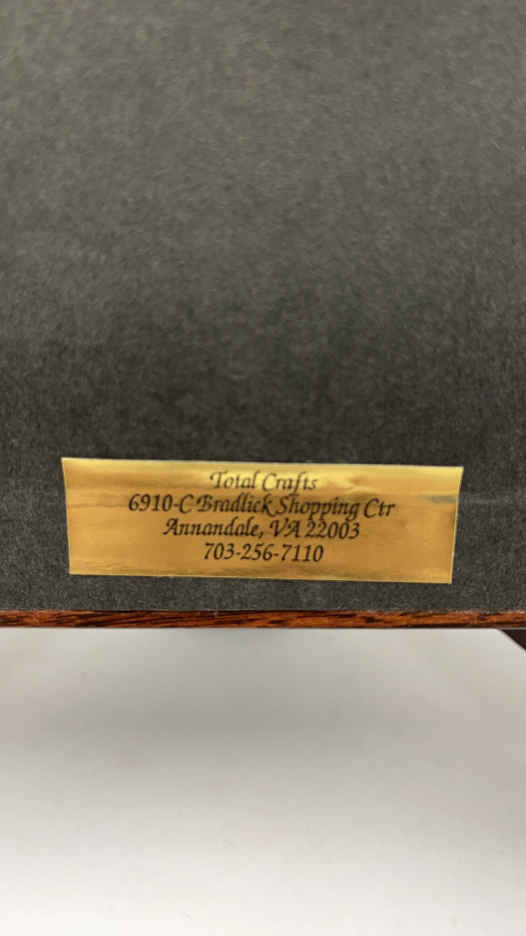 Total Crafts
6910-C Bradlick Shopping Ctr
Annandale, VA 22003
703-256-7110